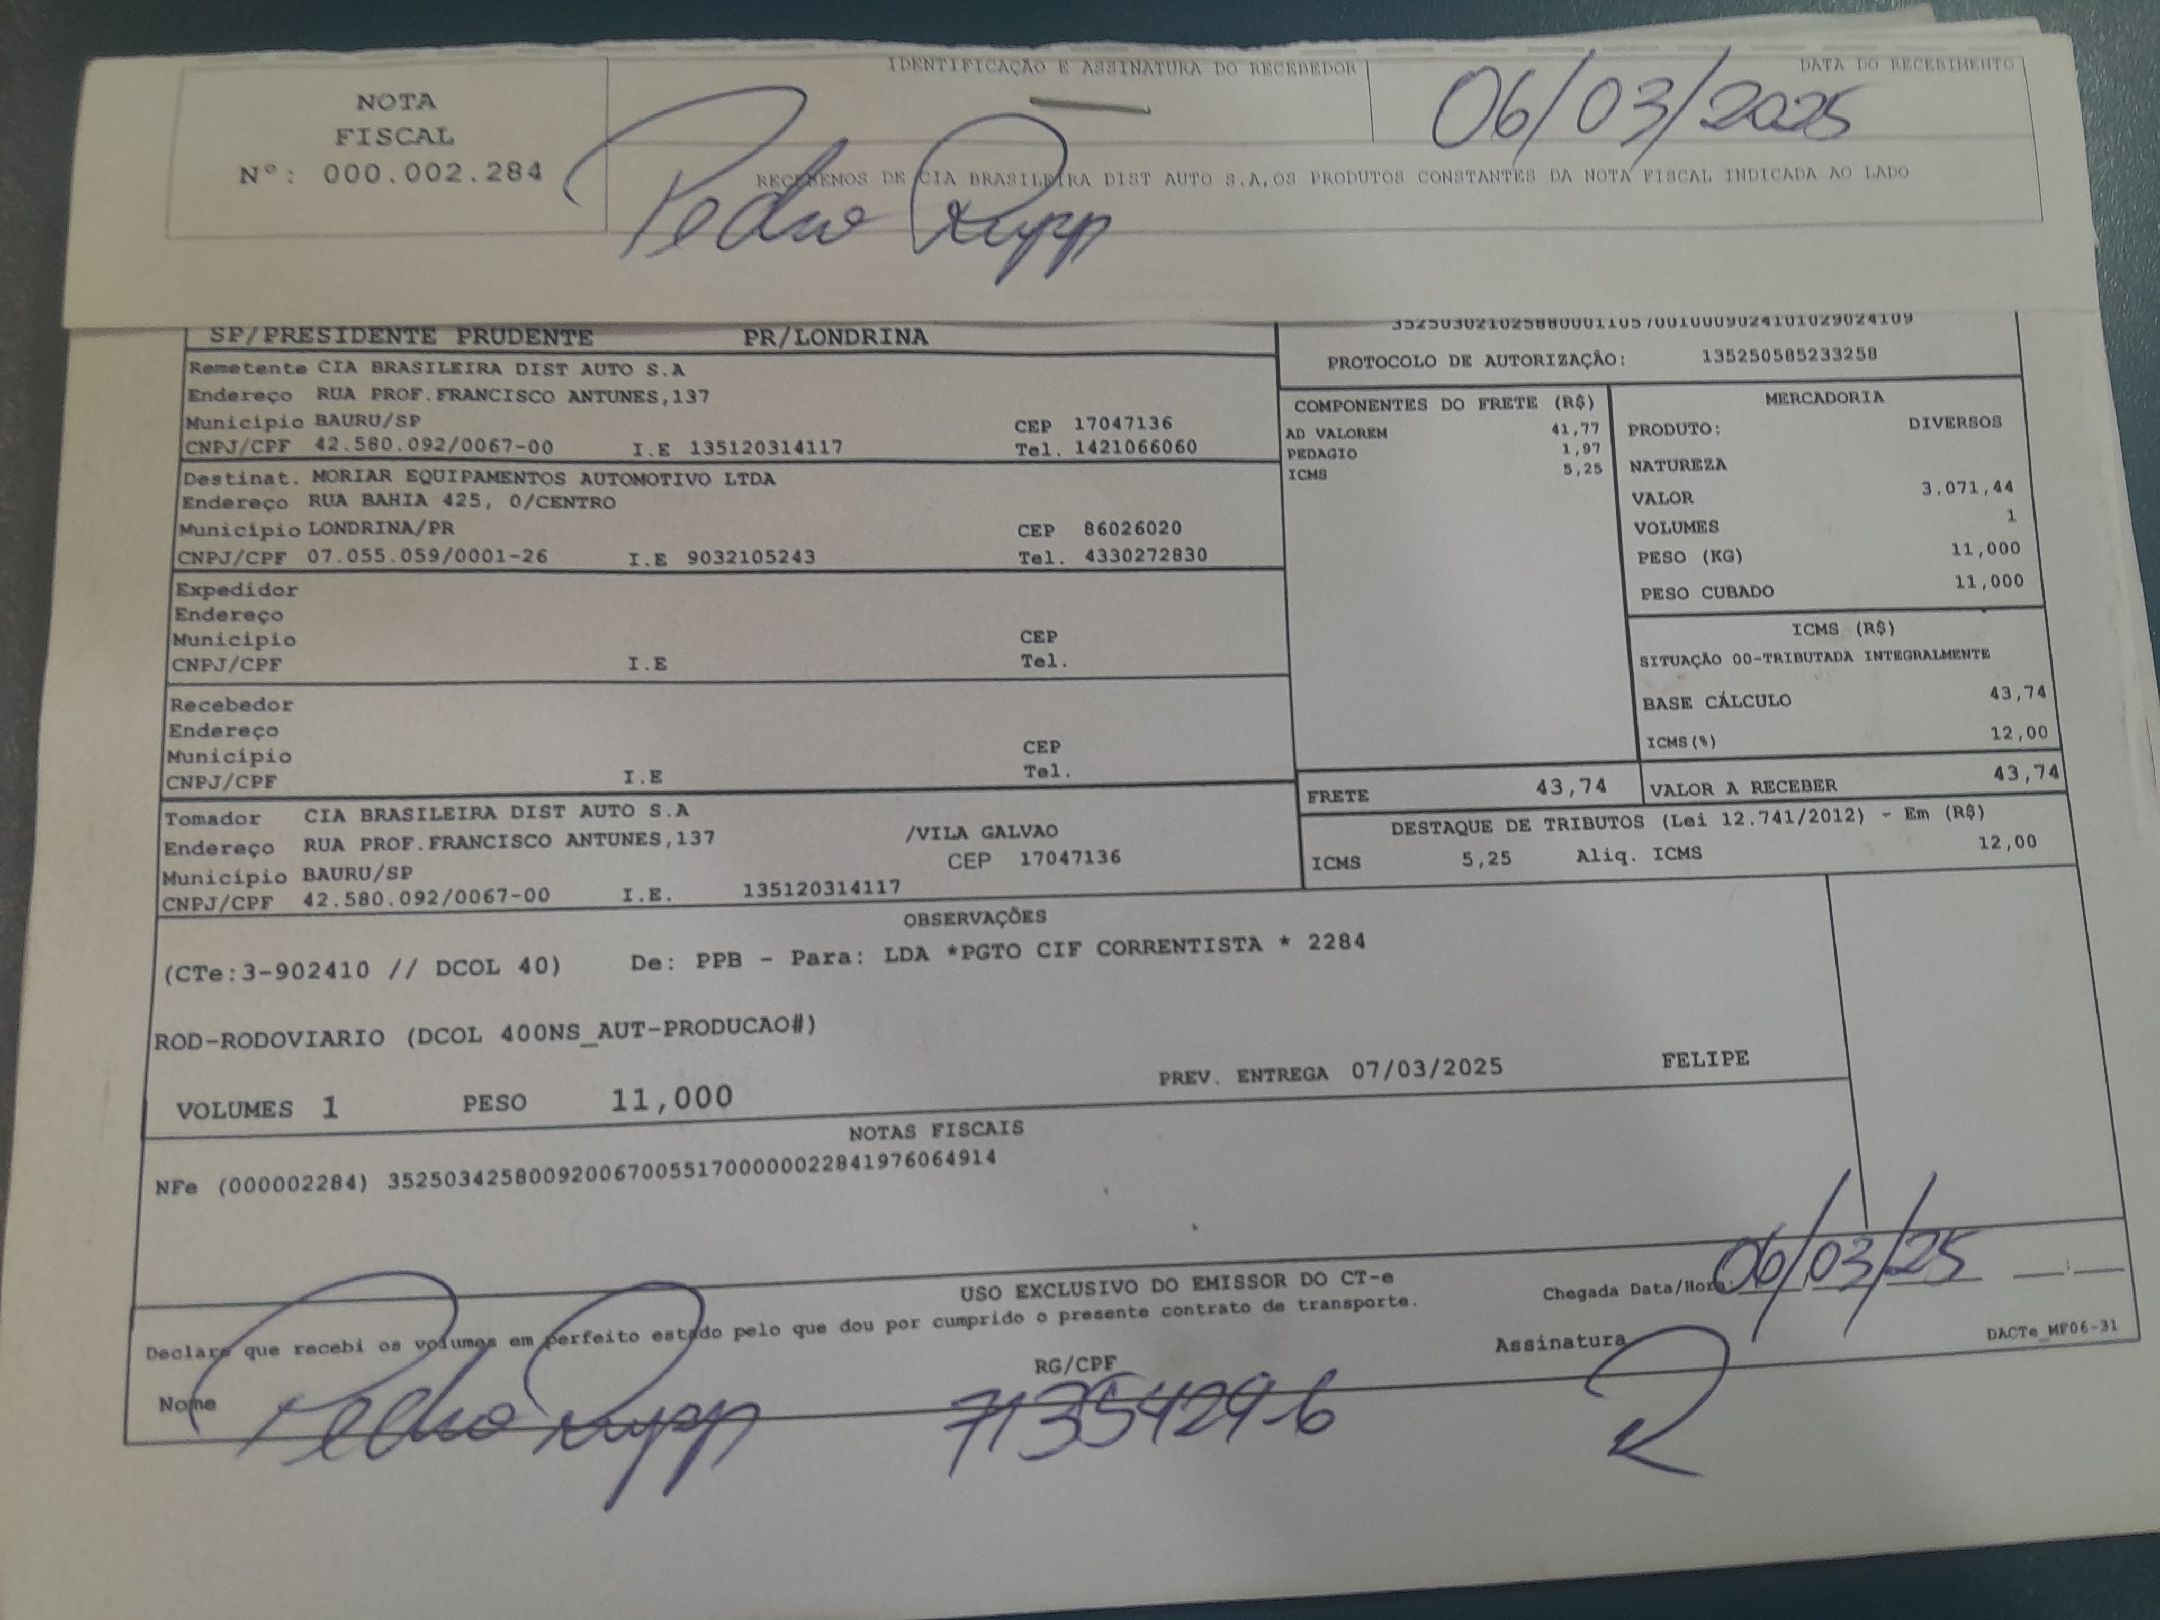 NOTA
FISCAL
Nº: 000.002.284
IDENTIFICAÇÃO E ASSINATURA DO RECEBEDOR
DATA DO RECEBIMENTO
06/03/2025
RECEBEMOS DE CIA BRASILEIRA DIST AUTO S.A,OS PRODUTOS CONSTANTES DA NOTA FISCAL INDICADA AO LADO
Pedro Rupp
SP/PRESIDENTE PRUDENTE PR/LONDRINA
Remetente CIA BRASILEIRA DIST AUTO S.A
Endereço RUA PROF.FRANCISCO ANTUNES,137
Município BAURU/SP CEP 17047136
CNPJ/CPF 42.580.092/0067-00 I.E 135120314117 Tel. 1421066060
Destinat. MORIAR EQUIPAMENTOS AUTOMOTIVO LTDA
Endereço RUA BAHIA 425, 0/CENTRO
Município LONDRINA/PR CEP 86026020
CNPJ/CPF 07.055.059/0001-26 I.E 9032105243 Tel. 4330272830
Expedidor
Endereço
Município CEP
CNPJ/CPF I.E Tel.
Recebedor
Endereço
Município CEP
CNPJ/CPF I.E Tel.
Tomador CIA BRASILEIRA DIST AUTO S.A
Endereço RUA PROF.FRANCISCO ANTUNES,137 /VILA GALVAO
Município BAURU/SP CEP 17047136
CNPJ/CPF 42.580.092/0067-00 I.E. 135120314117
PROTOCOLO DE AUTORIZAÇÃO: 135250585233258
COMPONENTES DO FRETE (R$)
AD VALOREM 41,77
PEDAGIO 1,97
ICMS 5,25
MERCADORIA
PRODUTO: DIVERSOS
NATUREZA
VALOR 3.071,44
VOLUMES 1
PESO (KG) 11,000
PESO CUBADO 11,000
ICMS (R$)
SITUAÇÃO 00-TRIBUTADA INTEGRALMENTE
BASE CÁLCULO 43,74
ICMS(%) 12,00
FRETE 43,74 VALOR A RECEBER 43,74
DESTAQUE DE TRIBUTOS (Lei 12.741/2012) - Em (R$)
ICMS 5,25 Aliq. ICMS 12,00
OBSERVAÇÕES
(CTe:3-902410 // DCOL 40) De: PPB - Para: LDA *PGTO CIF CORRENTISTA * 2284
ROD-RODOVIARIO (DCOL 400NS_AUT-PRODUCAO#)
VOLUMES 1 PESO 11,000 PREV. ENTREGA 07/03/2025 FELIPE
NOTAS FISCAIS
NFe (000002284) 35250342580092006700551700000022841976064914
USO EXCLUSIVO DO EMISSOR DO CT-e
Declaro que recebi os volumes em perfeito estado pelo que dou por cumprido o presente contrato de transporte.
Chegada Data/Hora: 06/03/25
Nome Pedro Rupp RG/CPF 7135429-6 Assinatura
DACTe_MF06-31